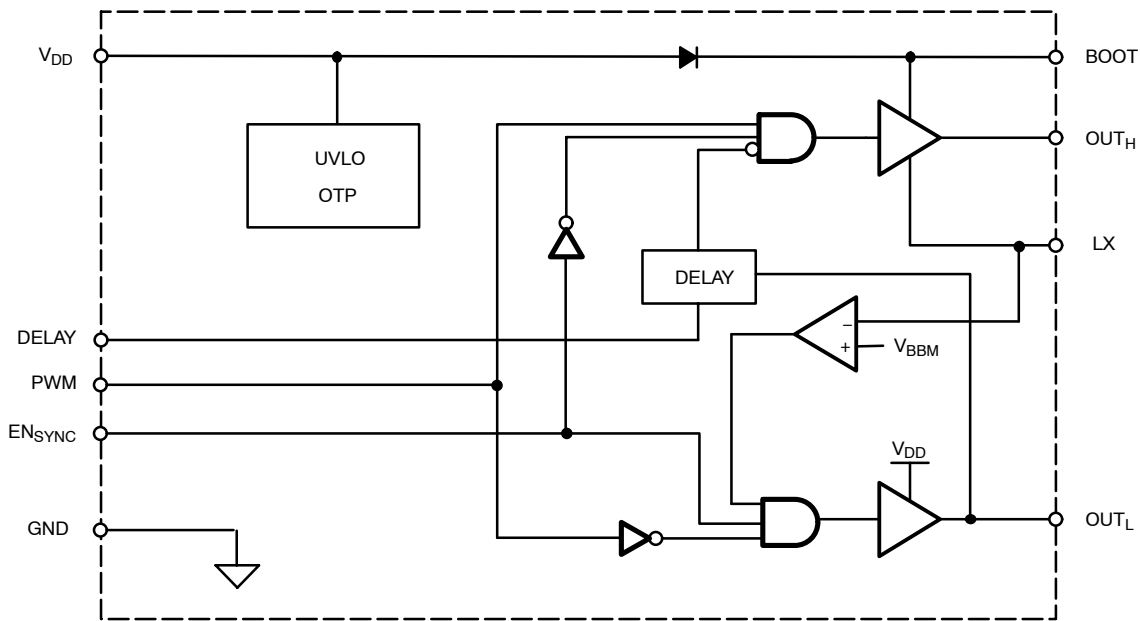 VDD
BOOT
UVLO
OTP
OUTH
LX
DELAY
DELAY
−
+
VBBM
PWM
ENSYNC
VDD
GND
OUTL